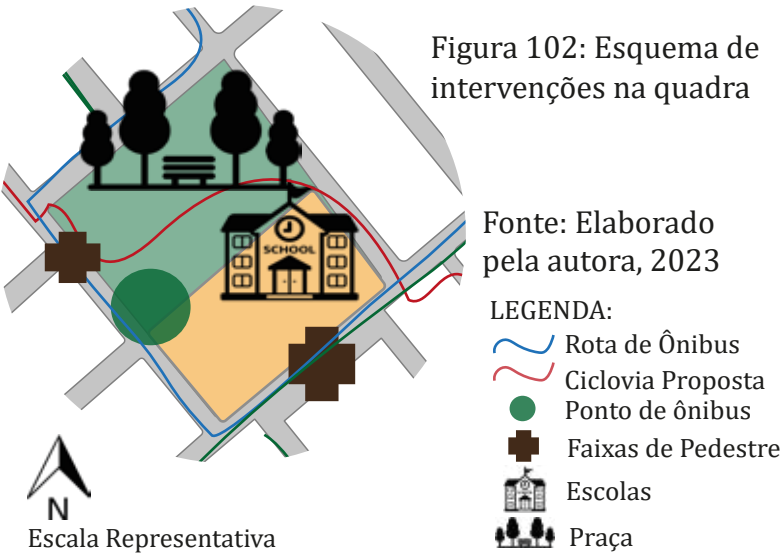 Figura 102: Esquema de
intervenções na quadra
SCHOOL
Fonte: Elaborado
pela autora, 2023
LEGENDA:
Rota de Ônibus
Ciclovia Proposta
Ponto de ônibus
Faixas de Pedestre
Escolas
Praça
N
Escala Representativa